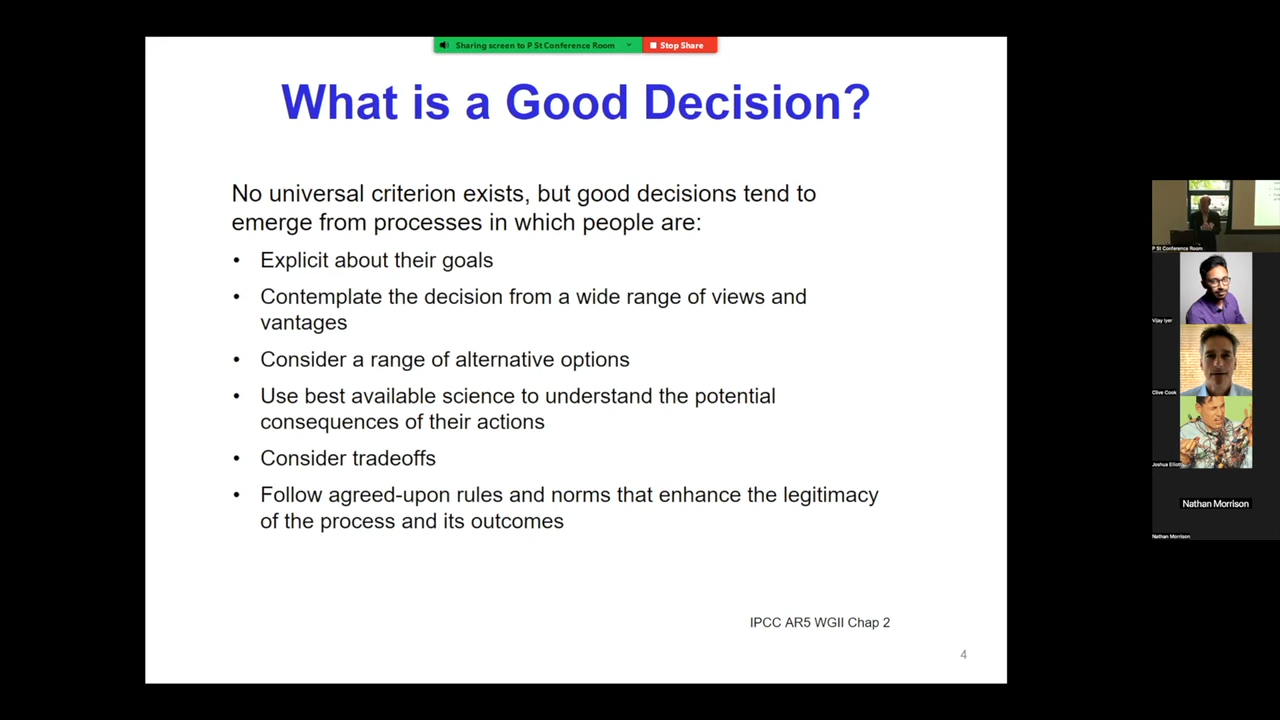 Sharing screen to P St Conference Room
Stop Share
What is a Good Decision?
No universal criterion exists, but good decisions tend to
emerge from processes in which people are:
• Explicit about their goals
• Contemplate the decision from a wide range of views and
vantages
• Consider a range of alternative options
• Use best available science to understand the potential
consequences of their actions
• Consider tradeoffs
• Follow agreed-upon rules and norms that enhance the legitimacy
of the process and its outcomes
IPCC AR5 WGII Chap 2
4
P St Conference Room
Vijay Iyer
Clive Cook
Joshua Elliott
Nathan Morrison
Nathan Morrison